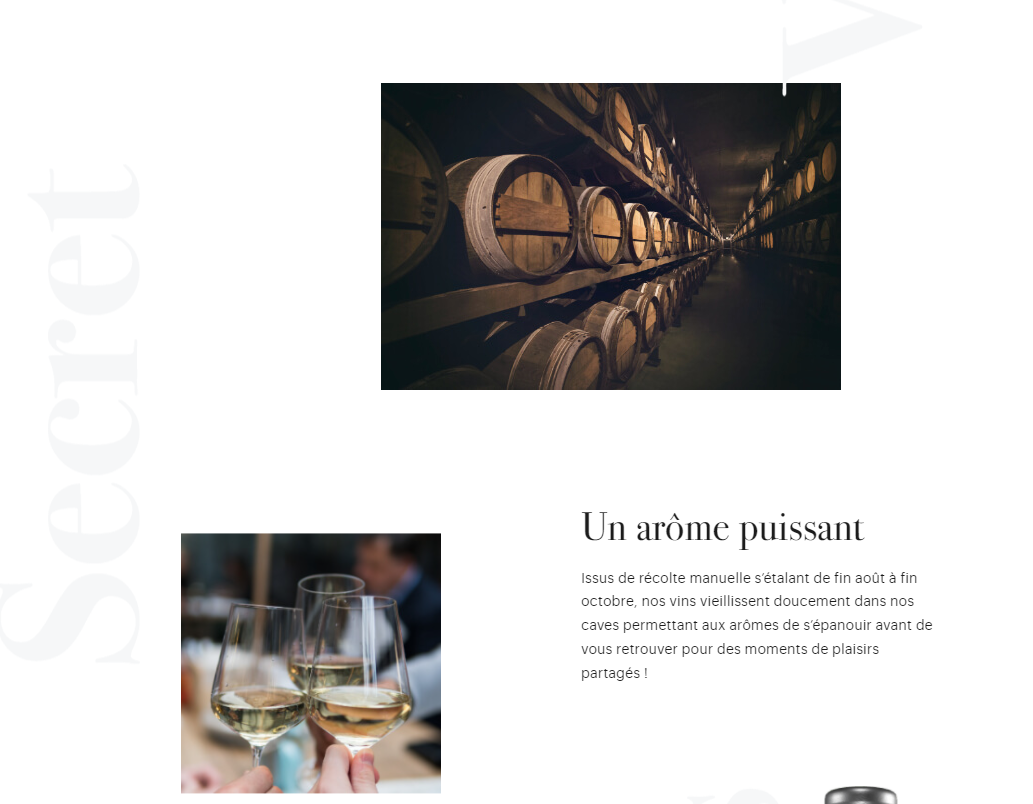 Secret
Un arôme puissant
Issus de récolte manuelle s’étalant de fin août à fin
octobre, nos vins vieillissent doucement dans nos
caves permettant aux arômes de s’épanouir avant de
vous retrouver pour des moments de plaisirs
partagés !